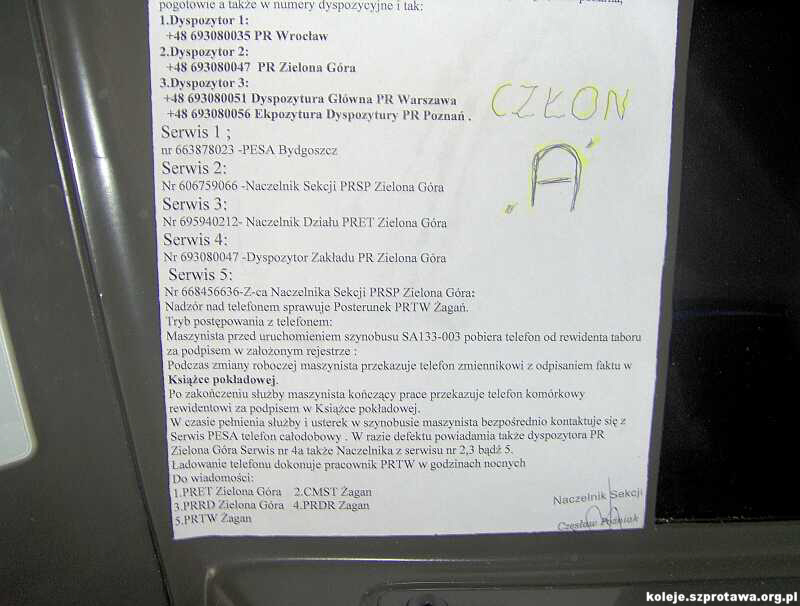 pogotowie a także w numery dyspozycyjne i tak:
1.Dyspozytor 1:
+48 693080035 PR Wrocław
2.Dyspozytor 2:
+48 693080047 PR Zielona Góra
3.Dyspozytor 3:
+48 693080051 Dyspozytura Główna PR Warszawa
+48 693080056 Ekpozytura Dyspozytury PR Poznań .
CZŁON
A
Serwis 1 ;
nr 663878023 -PESA Bydgoszcz
Serwis 2:
Nr 606759066 -Naczelnik Sekcji PRSP Zielona Góra
Serwis 3:
Nr 695940212- Naczelnik Działu PRET Zielona Góra
Serwis 4:
Nr 693080047 -Dyspozytor Zakładu PR Zielona Góra
Serwis 5:
Nr 668456636-Z-ca Naczelnika Sekcji PRSP Zielona Góra:
Nadzór nad telefonem sprawuje Posterunek PRTW Żagań.
Tryb postępowania z telefonem:
Maszynista przed uruchomieniem szynobusu SA133-003 pobiera telefon od rewidenta taboru
za podpisem w założonym rejestrze :
Podczas zmiany roboczej maszynista przekazuje telefon zmiennikowi z odpisaniem faktu w
Książce pokładowej.
Po zakończeniu służby maszynista kończący prace przekazuje telefon komórkowy
rewidentowi za podpisem w Książce pokładowej.
W czasie pełnienia służby i usterek w szynobusie maszynista bezpośrednio kontaktuje się z
Serwis PESA telefon całodobowy . W razie defektu powiadamia także dyspozytora PR
Zielona Góra Serwis nr 4a także Naczelnika z serwisu nr 2,3 bądź 5.
Ładowanie telefonu dokonuje pracownik PRTW w godzinach nocnych
Do wiadomości:
1.PRET Zielona Góra 2.CMST Żagan
3.PRRD Zielona Góra 4.PRDR Zagan
5.PRTW Żagan
Naczelnik Sekcji
Czesław Poźniak
koleje.szprotawa.org.pl